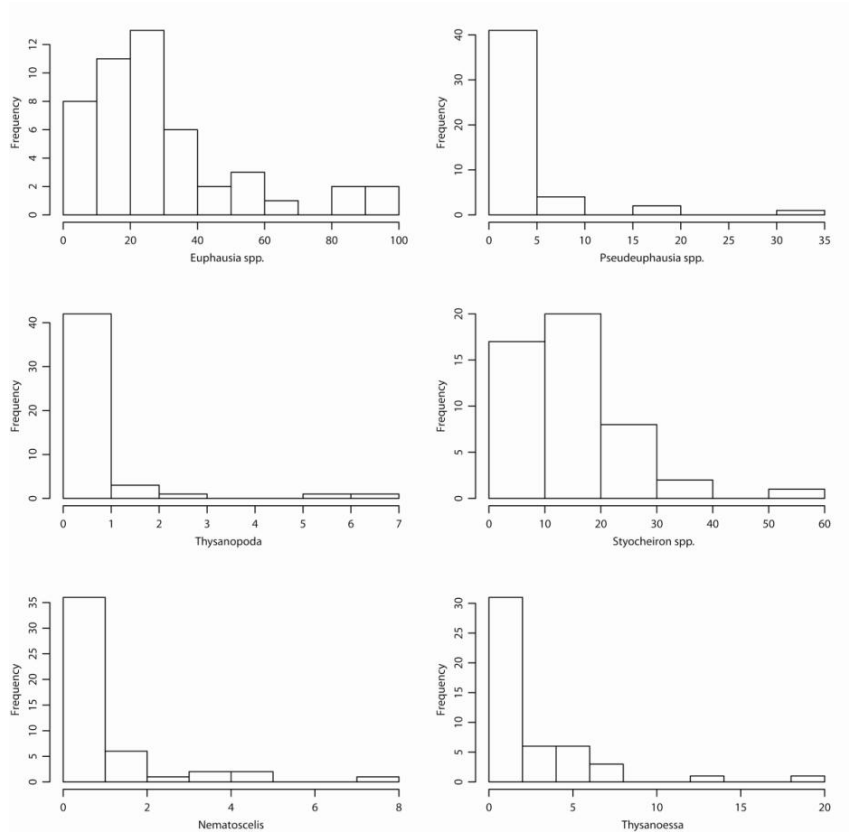 Frequency
0 2 4 6 8 10 12
0 20 40 60 80 100
Euphausia spp.
Frequency
0 10 20 30 40
0 5 10 15 20 25 30 35
Pseudeuphausia spp.
Frequency
0 10 20 30 40
0 1 2 3 4 5 6 7
Thysanopoda
Frequency
0 5 10 15 20
0 10 20 30 40 50 60
Styocheiron spp.
Frequency
0 5 10 15 20 25 30 35
0 2 4 6 8
Nematoscelis
Frequency
0 5 10 15 20 25 30
0 5 10 15 20
Thysanoessa